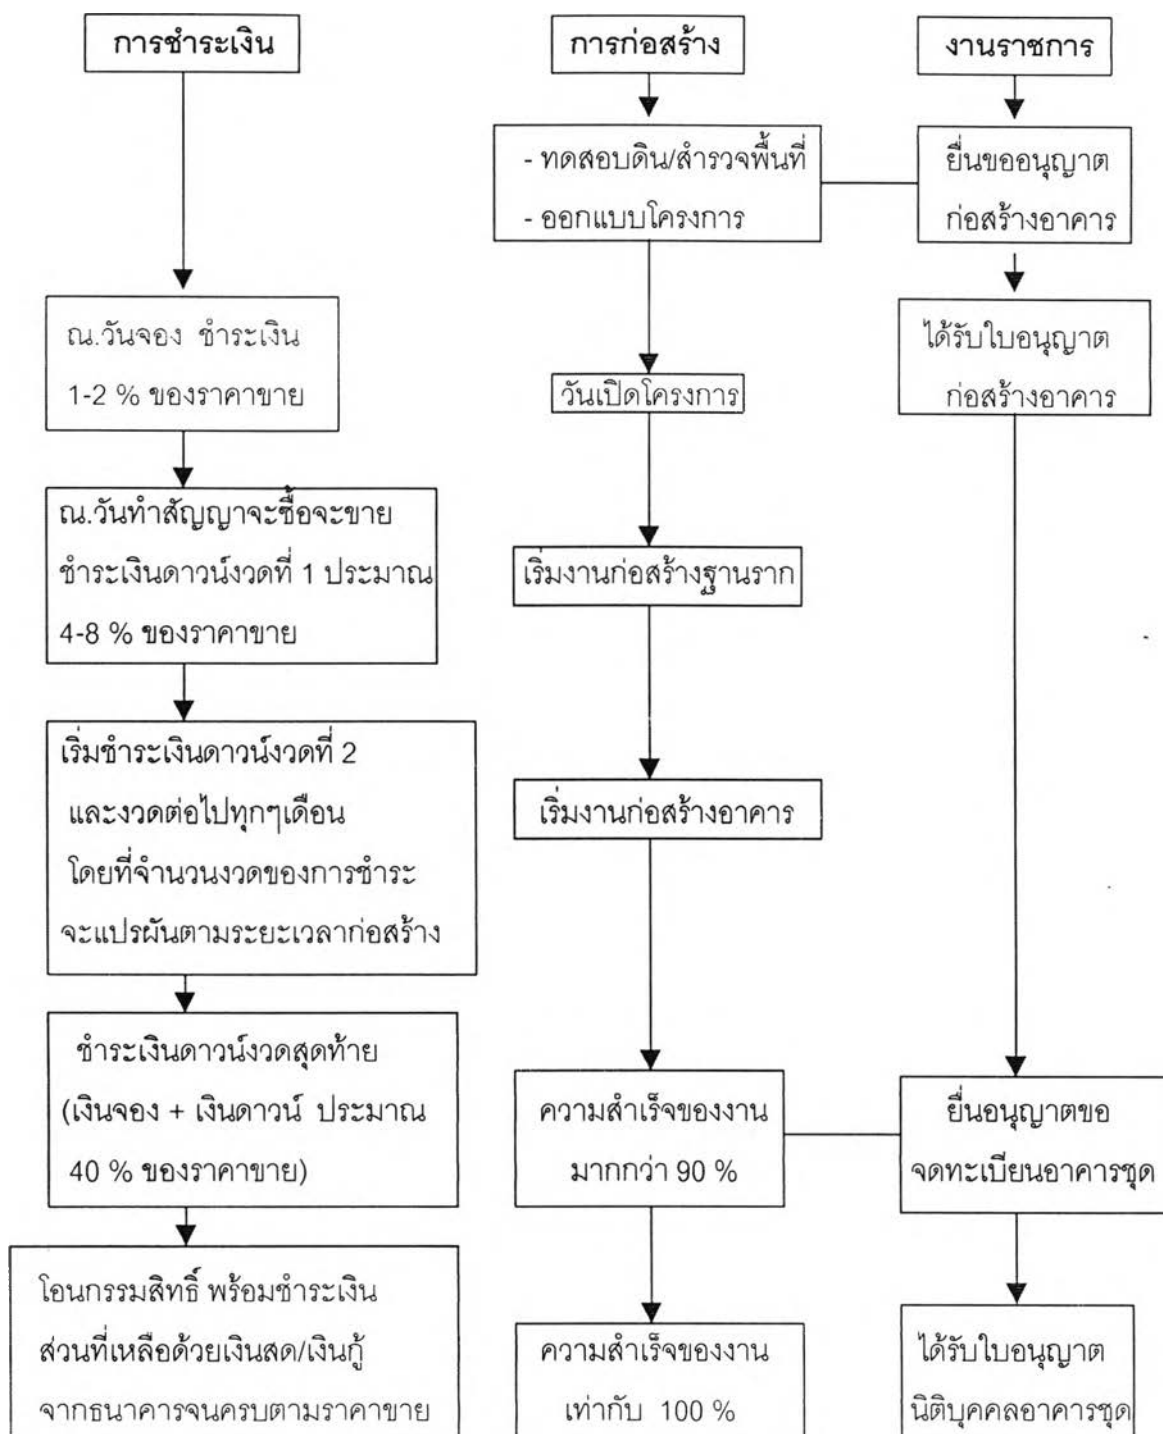 การชำระเงิน
ณ.วันจอง ชำระเงิน
1-2 % ของราคาขาย
ณ.วันทำสัญญาจะซื้อจะขาย
ชำระเงินดาวน์งวดที่ 1 ประมาณ
4-8 % ของราคาขาย
เริ่มชำระเงินดาวน์งวดที่ 2
และงวดต่อไปทุกๆเดือน
โดยที่จำนวนงวดของการชำระ
จะแปรผันตามระยะเวลาก่อสร้าง
ชำระเงินดาวน์งวดสุดท้าย
(เงินจอง + เงินดาวน์ ประมาณ
40 % ของราคาขาย)
โอนกรรมสิทธิ์ พร้อมชำระเงิน
ส่วนที่เหลือด้วยเงินสด/เงินกู้
จากธนาคารจนครบตามราคาขาย
การก่อสร้าง
- ทดสอบดิน/สำรวจพื้นที่
- ออกแบบโครงการ
วันเปิดโครงการ
เริ่มงานก่อสร้างฐานราก
เริ่มงานก่อสร้างอาคาร
ความสำเร็จของงาน
มากกว่า 90 %
ความสำเร็จของงาน
เท่ากับ 100 %
งานราชการ
ยื่นขออนุญาต
ก่อสร้างอาคาร
ได้รับใบอนุญาต
ก่อสร้างอาคาร
ยื่นอนุญาตขอ
จดทะเบียนอาคารชุด
ได้รับใบอนุญาต
นิติบุคคลอาคารชุด